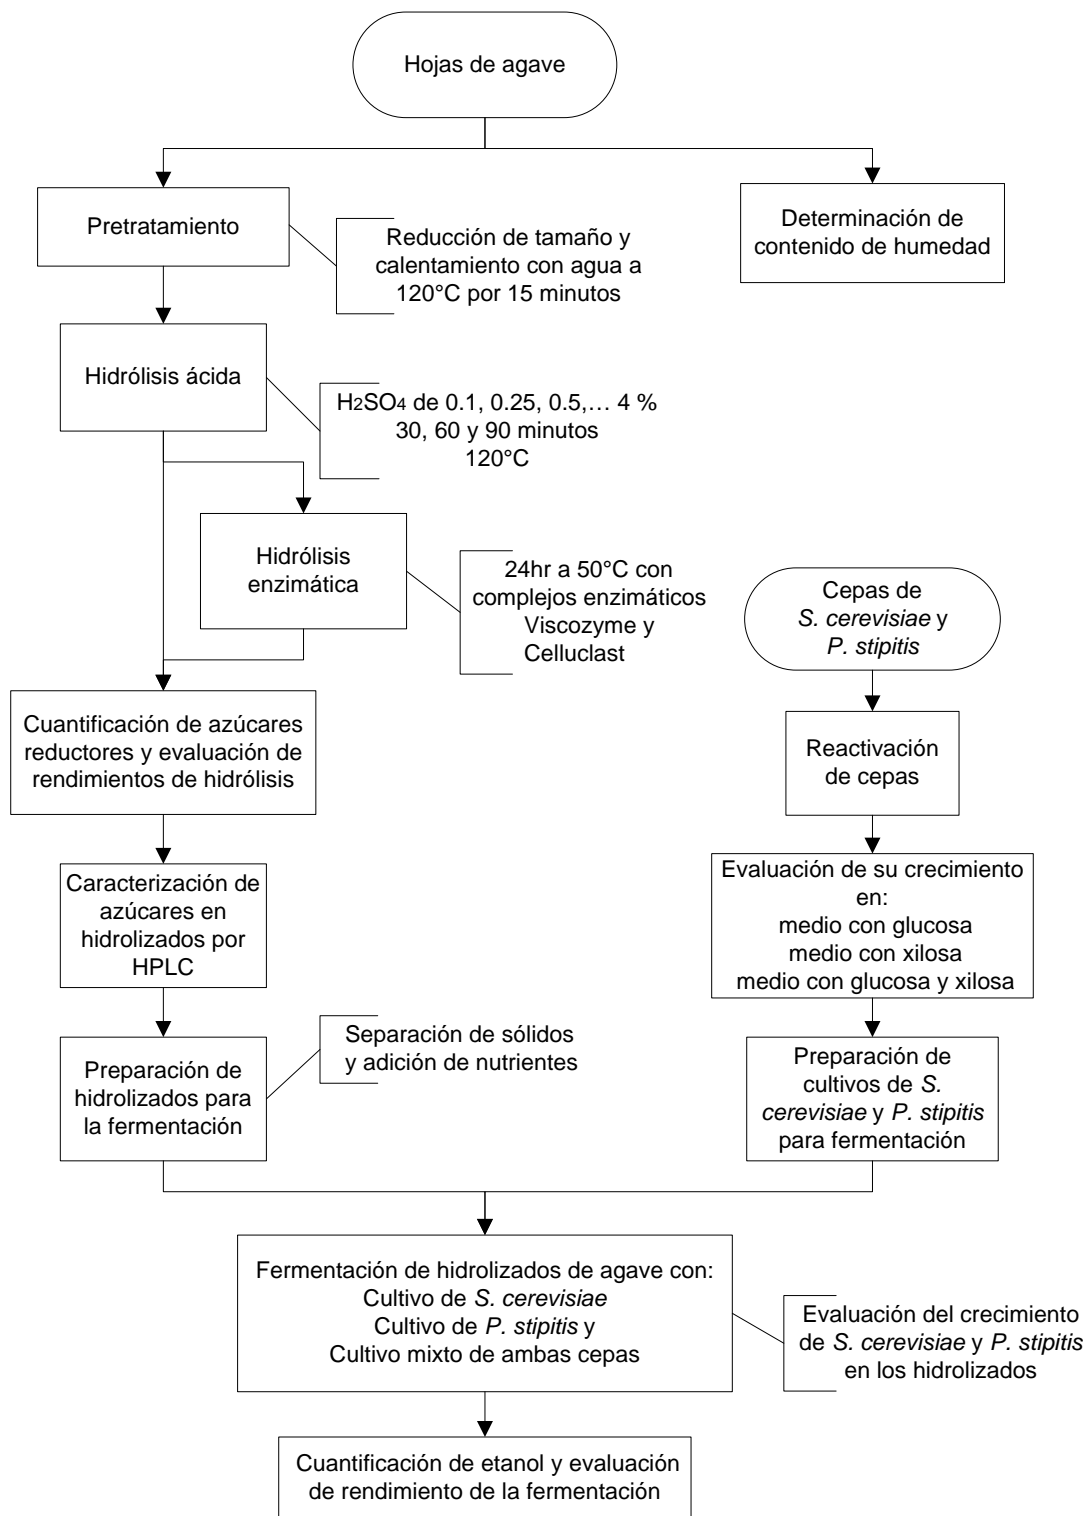 Hojas de agave
Pretratamiento
Reducción de tamaño y
calentamiento con agua a
120°C por 15 minutos
Determinación de
contenido de humedad
Hidrólisis ácida
H2SO4 de 0.1, 0.25, 0.5,... 4 %
30, 60 y 90 minutos
120°C
Hidrólisis
enzimática
24hr a 50°C con
complejos enzimáticos
Viscozyme y
Celluclast
Cepas de
S. cerevisiae y
P. stipitis
Cuantificación de azúcares
reductores y evaluación de
rendimientos de hidrólisis
Reactivación
de cepas
Caracterización de
azúcares en
hidrolizados por
HPLC
Evaluación de su crecimiento
en:
medio con glucosa
medio con xilosa
medio con glucosa y xilosa
Preparación de
hidrolizados para
la fermentación
Separación de sólidos
y adición de nutrientes
Preparación de
cultivos de S.
cerevisiae y P. stipitis
para fermentación
Fermentación de hidrolizados de agave con:
Cultivo de S. cerevisiae
Cultivo de P. stipitis y
Cultivo mixto de ambas cepas
Evaluación del crecimiento
de S. cerevisiae y P. stipitis
en los hidrolizados
Cuantificación de etanol y evaluación
de rendimiento de la fermentación